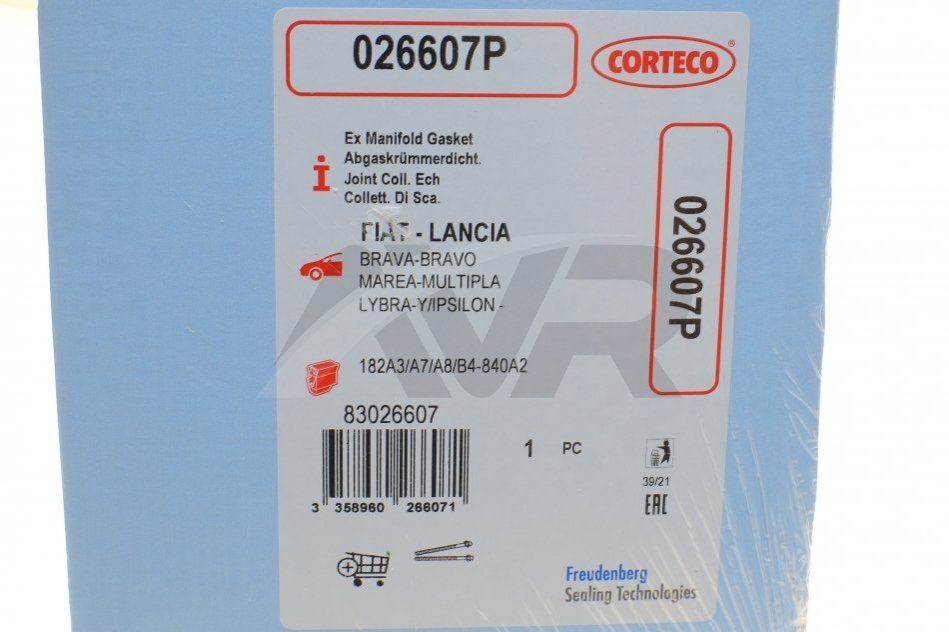 026607P
CORTECO®
Ex Manifold Gasket
Abgaskrümmerdicht.
Joint Coll. Ech
Collett. Di Sca.
FIAT - LANCIA
BRAVA-BRAVO
MAREA-MULTIPLA
LYBRA-Y/IPSILON -
026607P
AVR
182A3/A7/A8/B4-840A2
83026607
1 PC
3 358960 266071
39/21
EAC
Freudenberg
Sealing Technologies